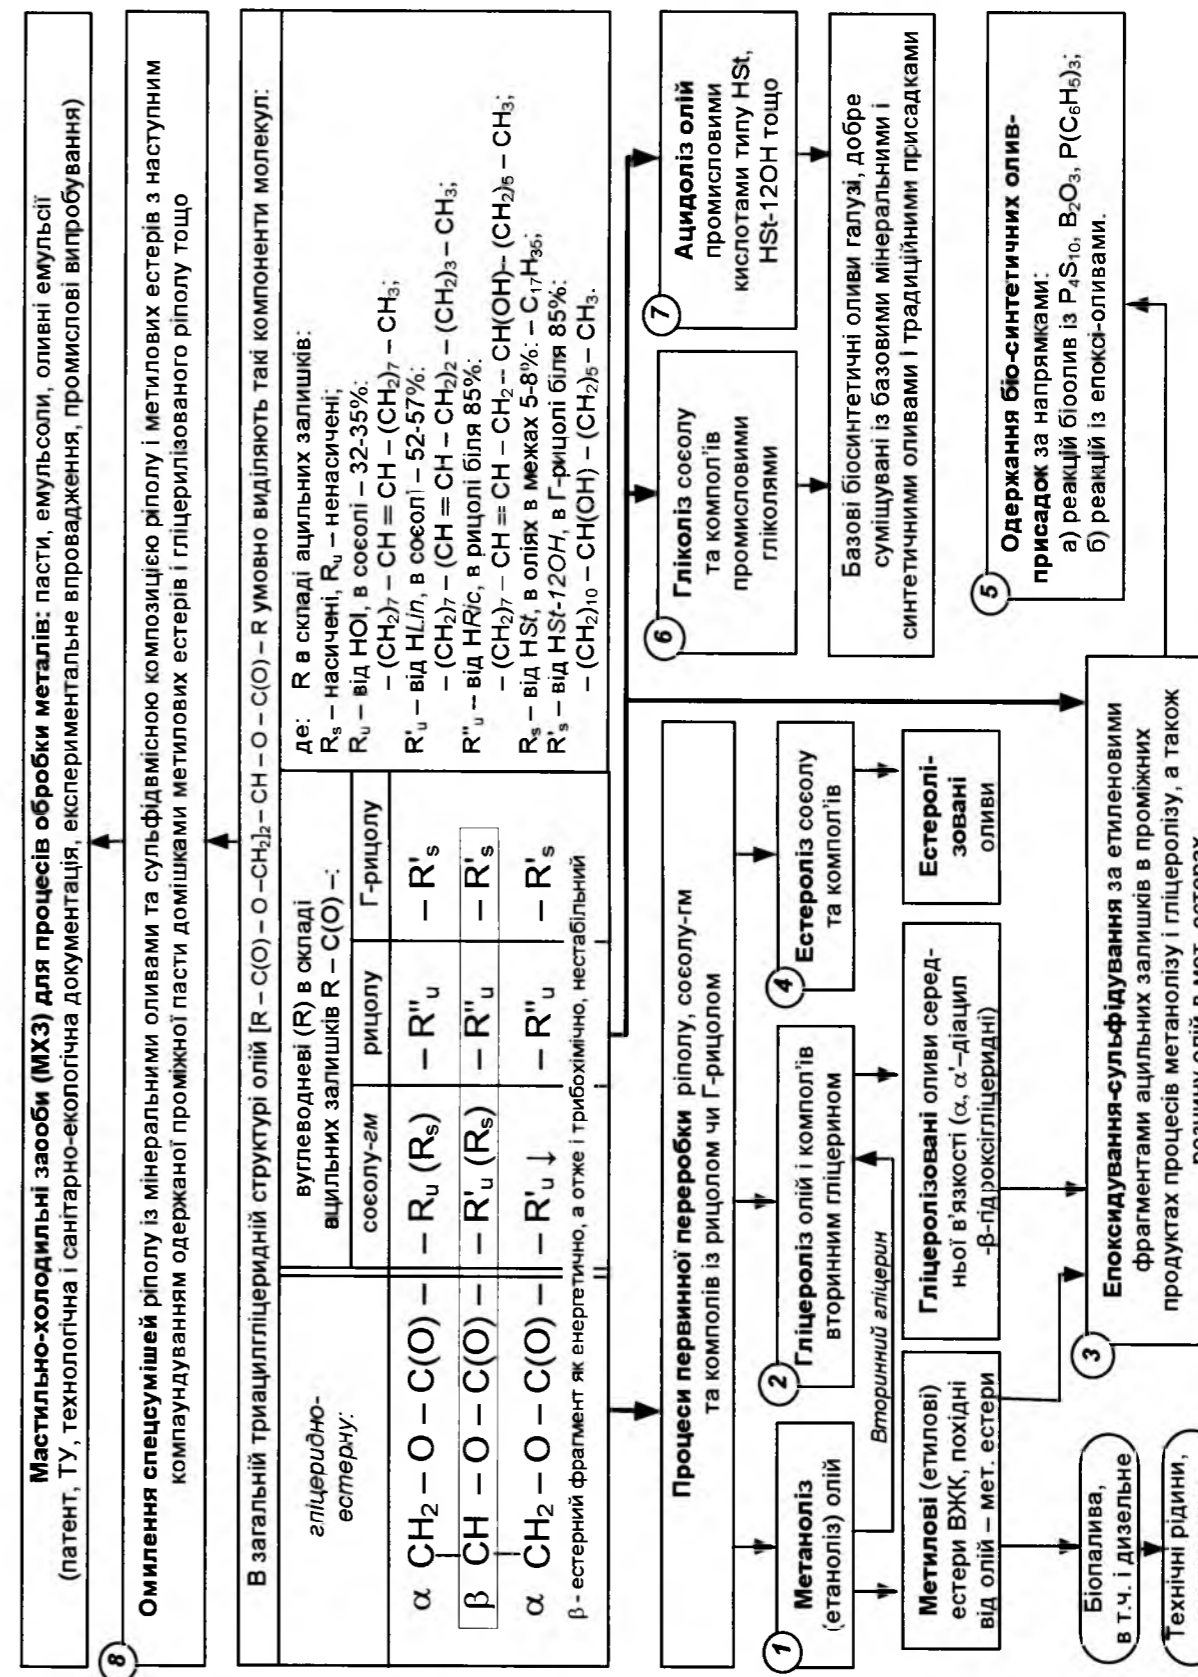 Мастильно-холодильні засоби (МХЗ) для процесів обробки металів: пасти, емульсоли, оливні емульсії
(патент, ТУ, технологічна і санітарно-екологічна документація, експериментальне впровадження, промислові випробування)
8
Омилення спецсумішей ріполу із мінеральними оливами та сульфідвмісною композицією ріполу і метилових естерів з наступним
компаундуванням одержаної проміжної пасти домішками метилових естерів і гліцерилізованого ріполу тощо
В загальній триацилгліцеридній структурі олій [R – C(O) – O –CH₂]₂ – CH – O – C(O) – R умовно виділяють такі компоненти молекул:
гліцеридно-
естерну:
вуглеводневі (R) в складі
ацильних залишків R – C(O) –:
соєолу-гм
рицолу
Г-рицолу
α CH₂ – O – C(O) – – Rᵤ (Rₛ) – R"ᵤ – R'ₛ
β CH – O – C(O) – – R'ᵤ (Rₛ) – R"ᵤ – R'ₛ
α CH₂ – O – C(O) – – R'ᵤ ↓ – R"ᵤ – R'ₛ
β - естерний фрагмент як енергетично, а отже і трибохімічно, нестабільний
де: R в складі ацильних залишків:
Rₛ – насичені, Rᵤ – ненасичені;
Rᵤ – від HOl, в соєолі – 32-35%:
– (CH₂)₇ – CH = CH – (CH₂)₇ – CH₃;
R'ᵤ – від HLin, в соєолі – 52-57%:
– (CH₂)₇ – (CH = CH – CH₂)₂ – (CH₂)₃ – CH₃;
R"ᵤ – від HRic, в рицолі біля 85%:
– (CH₂)₇ – CH = CH – CH₂ – CH(OH) – (CH₂)₅ – CH₃;
Rₛ – від HSt, в оліях в межах 5-8%: – C₁₇H₃₅;
R'ₛ – від HSt-12OH, в Г-рицолі біля 85%:
– (CH₂)₁₀ – CH(OH) – (CH₂)₅ – CH₃.
Процеси первинної переробки ріполу, соєолу-гм
та комполів із рицолом чи Г-рицолом
1
Метаноліз
(етаноліз) олій
2
Гліцероліз олій і композ'ів
вторинним гліцерином
Вторинний гліцерин
4
Естероліз соєолу
та компол'ів
6
Гліколіз соєолу
та компол'ів
промисловими
гліколями
7
Ацидоліз олій
промисловими
кислотами типу HSt,
HSt-12OH тощо
Метилові (етилові)
естери ВЖК, похідні
від олій – мет. естери
Гліцеролізовані оливи серед-
ньої в'язкості (α, α'–діацил
-β-гідроксігліцеридні)
Естеролі-
зовані
оливи
Базові біосинтетичні оливи галузі, добре
суміщувані із базовими мінеральними і
синтетичними оливами і традиційними присадками
5
Одержання біо-синтетичних олив-
присадок за напрямками:
а) реакцій біоолив із P₄S₁₀, B₂O₃, P(C₆H₅)₃;
б) реакцій із епоксі-оливами.
Біопалива,
в т.ч. і дизельне
Технічні рідини,
3
Епоксидування-сульфідування за етиленовими
фрагментами ацильних залишків в проміжних
продуктах процесів метанолізу і гліцеролізу, а також